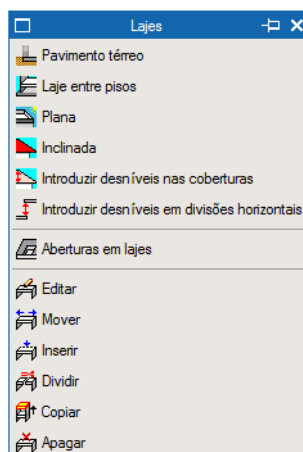 Lajes
Pavimento térreo
Laje entre pisos
Plana
Inclinada
Introduzir desníveis nas coberturas
Introduzir desníveis em divisões horizontais
Aberturas em lajes
Editar
Mover
Inserir
Dividir
Copiar
Apagar